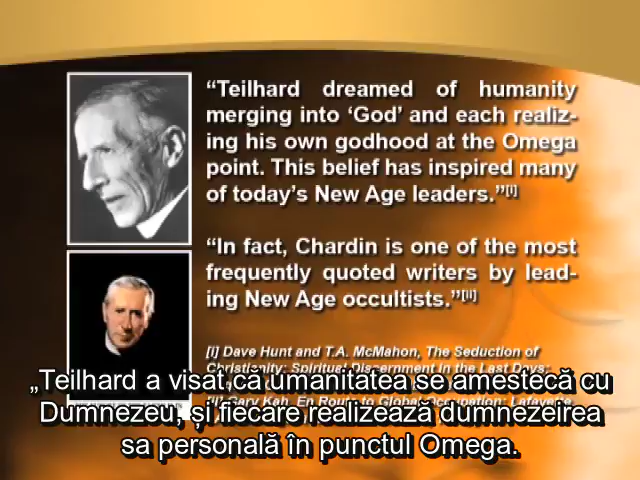 “Teilhard dreamed of humanity
merging into ‘God’ and each realiz-
ing his own godhood at the Omega
point. This belief has inspired many
of today’s New Age leaders.”[i]
“In fact, Chardin is one of the most
frequently quoted writers by lead-
ing New Age occultists.”[ii]
[i] Dave Hunt and T.A. McMahon, The Seduction of
Christianity: Spiritual Discernment in the Last Days:
[ii] Gary Kah, En Route to Global Occupation: Lafayette,
„Teilhard a visat că umanitatea se amestecă cu
Dumnezeu, și fiecare realizează dumnezeirea
sa personală în punctul Omega.